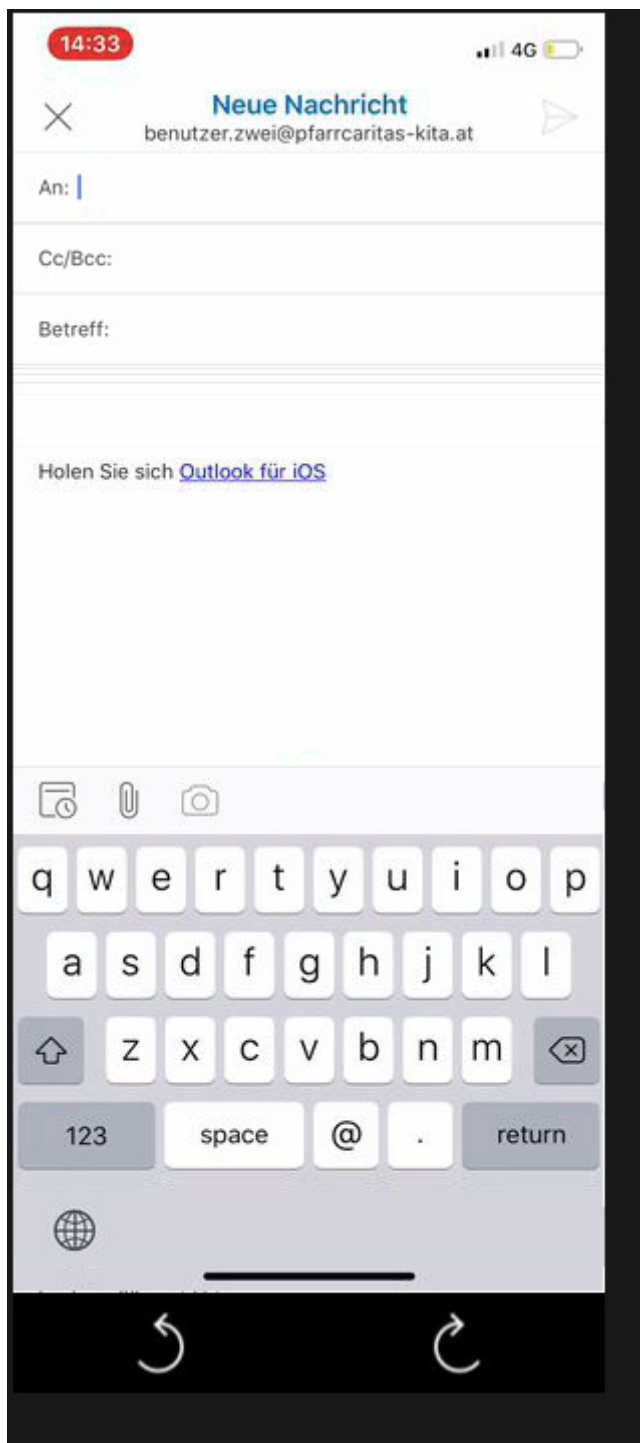 14:33 4G
Neue Nachricht
benutzer.zwei@pfarrcaritas-kita.at
An:
Cc/Bcc:
Betreff:
Holen Sie sich Outlook für iOS
q w e r t y u i o p
a s d f g h j k l
z x c v b n m
123 space @ . return